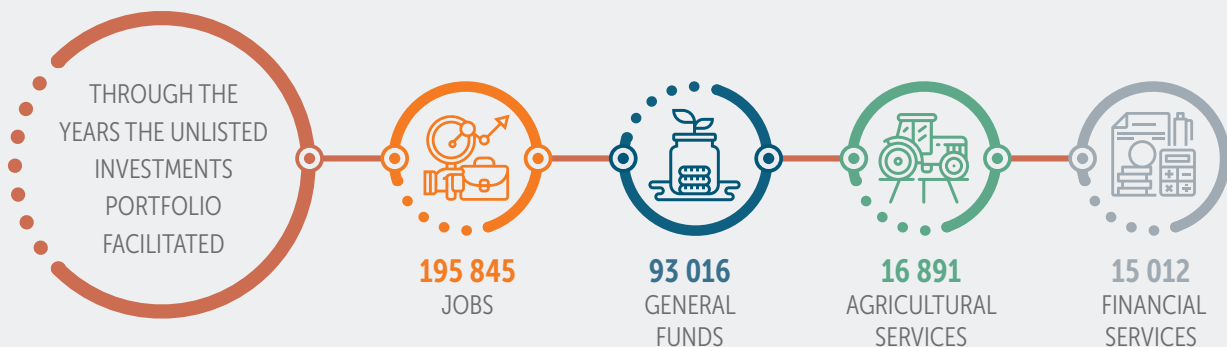 THROUGH THE
YEARS THE UNLISTED
INVESTMENTS
PORTFOLIO
FACILITATED
195 845
JOBS
93 016
GENERAL
FUNDS
16 891
AGRICULTURAL
SERVICES
15 012
FINANCIAL
SERVICES